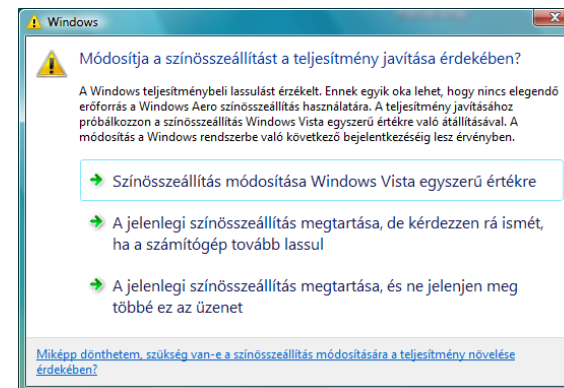 Windows
Módosítja a színösszeállítást a teljesítmény javítása érdekében?
A Windows teljesítménybeli lassulást érzékelt. Ennek egyik oka lehet, hogy nincs elegendő
erőforrás a Windows Aero színösszeállítás használatára. A teljesítmény javításához
próbálkozzon a színösszeállítás Windows Vista egyszerű értékre való átállításával. A
módosítás a Windows rendszerbe való következő bejelentkezéséig lesz érvényben.
Színösszeállítás módosítása Windows Vista egyszerű értékre
A jelenlegi színösszeállítás megtartása, de kérdezzen rá ismét,
ha a számítógép tovább lassul
A jelenlegi színösszeállítás megtartása, és ne jelenjen meg
többé ez az üzenet
Miképp dönthetem, szükség van-e a színösszeállítás módosítására a teljesítmény növelése
érdekében?